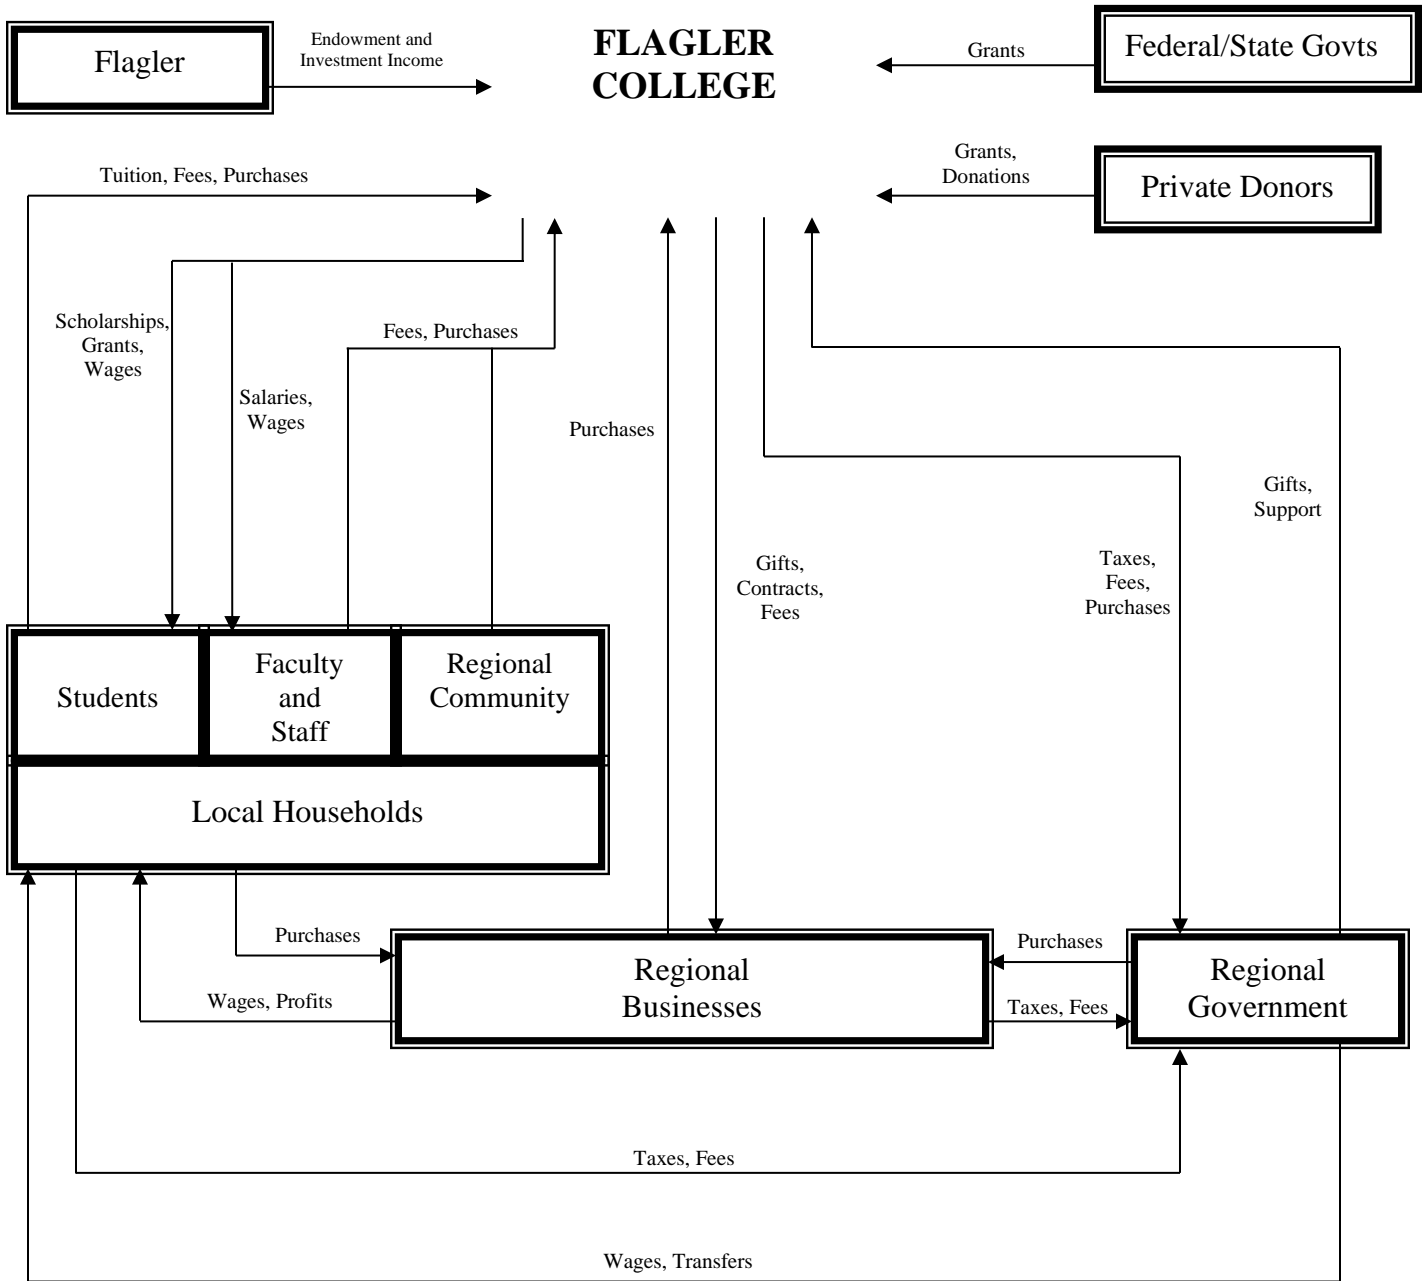 Flagler
Endowment and
Investment Income
FLAGLER
COLLEGE
Grants
Federal/State Govts
Tuition, Fees, Purchases
Grants,
Donations
Private Donors
Scholarships,
Grants,
Wages
Salaries,
Wages
Fees, Purchases
Purchases
Gifts,
Contracts,
Fees
Taxes,
Fees,
Purchases
Gifts,
Support
Students
Faculty
and
Staff
Regional
Community
Local Households
Purchases
Wages, Profits
Regional
Businesses
Purchases
Taxes, Fees
Regional
Government
Taxes, Fees
Wages, Transfers